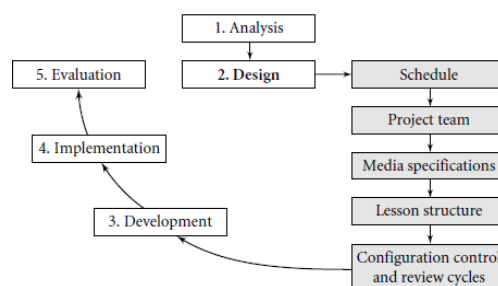 1. Analysis
2. Design
Schedule
Project team
Media specifications
Lesson structure
Configuration control
and review cycles
3. Development
4. Implementation
5. Evaluation